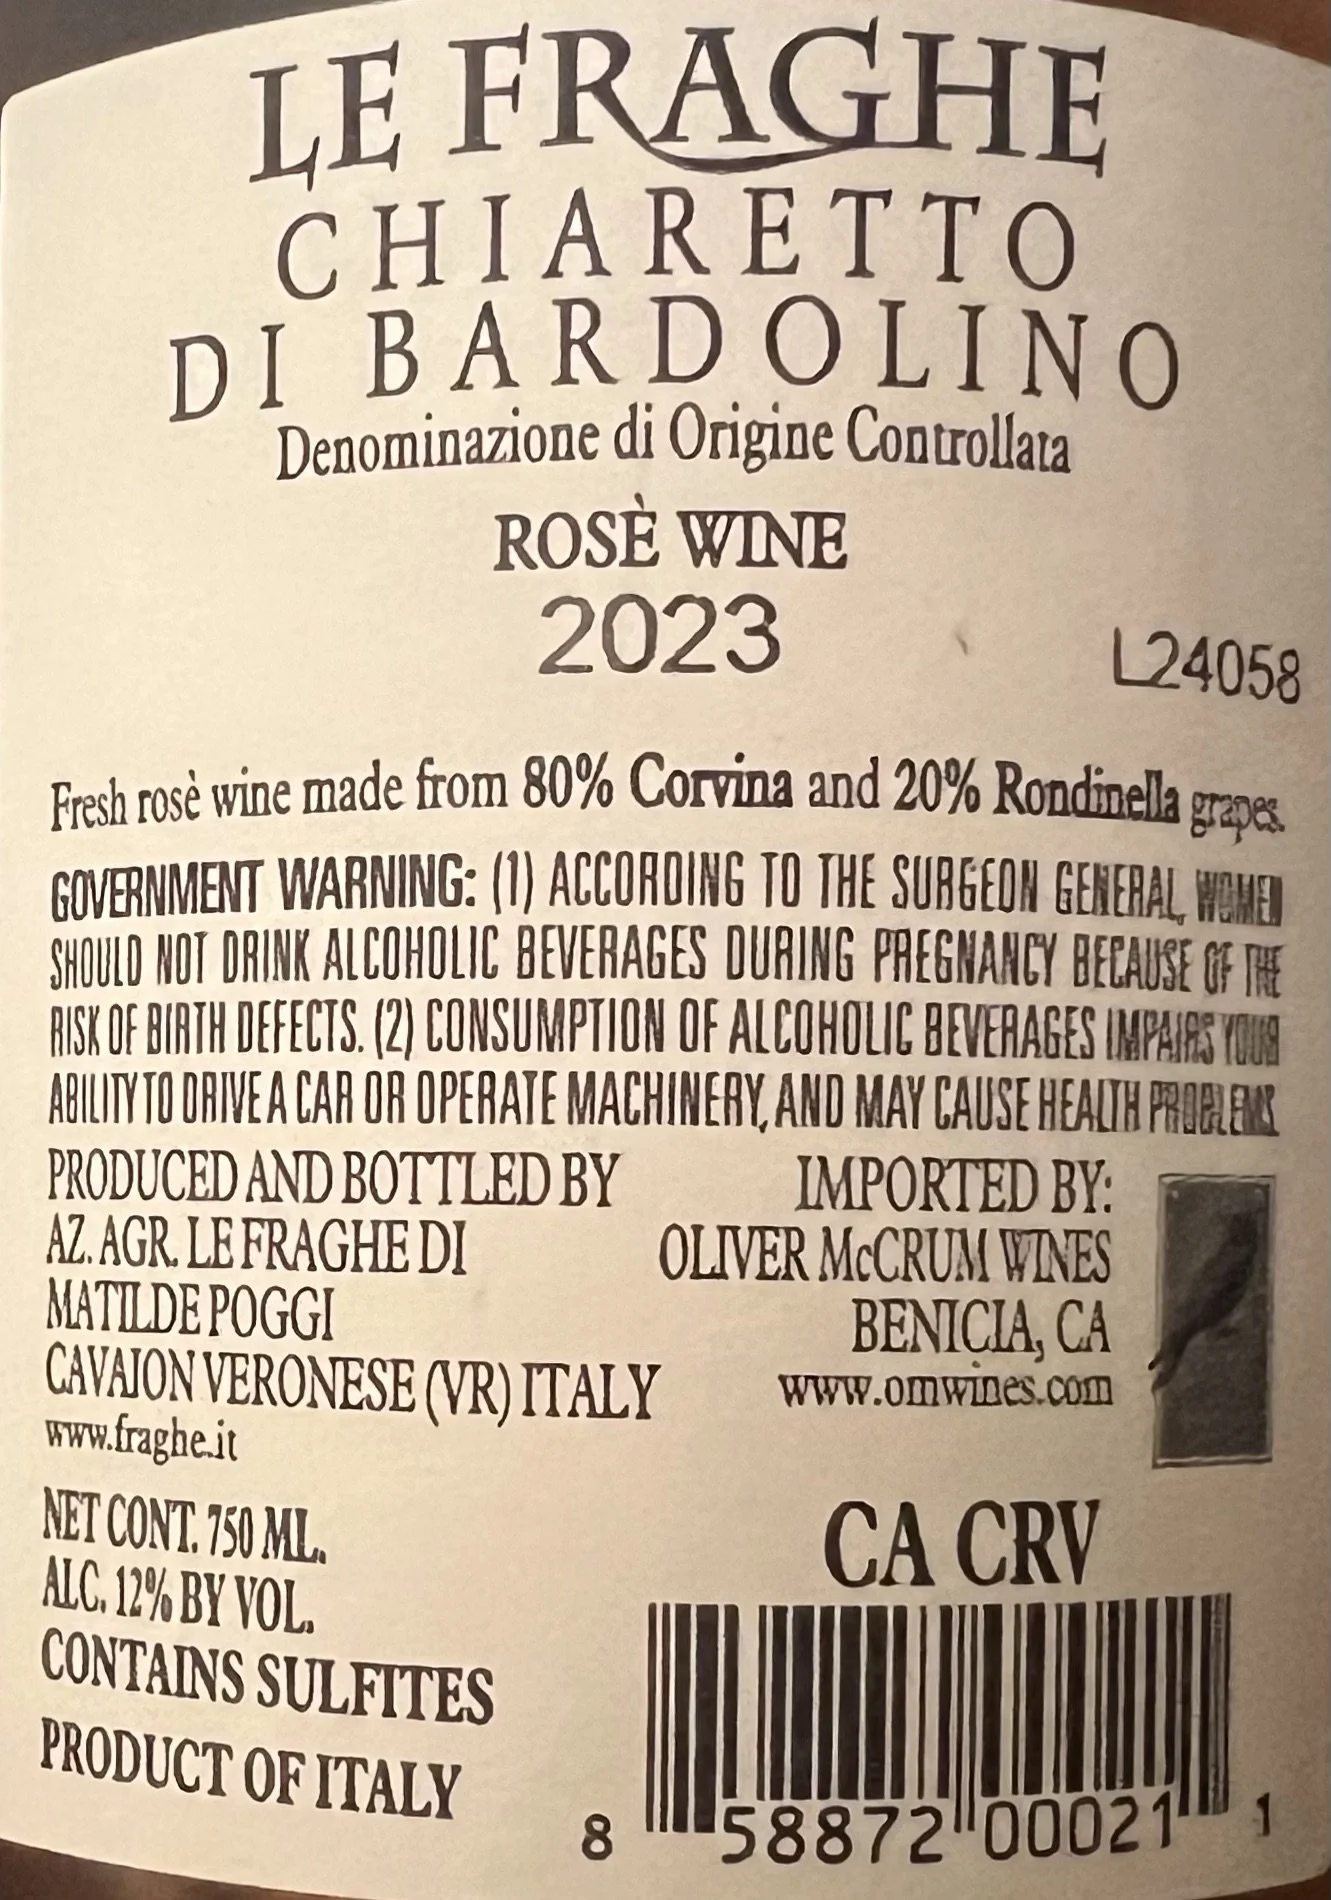 LE FRAGHE
CHIARETTO
DI BARDOLINO
Denominazione di Origine Controllata
ROSÈ WINE
2023
L24058
Fresh rosè wine made from 80% Corvina and 20% Rondinella grapes.
GOVERNMENT WARNING: (1) ACCORDING TO THE SURGEON GENERAL, WOMEN
SHOULD NOT DRINK ALCOHOLIC BEVERAGES DURING PREGNANCY BECAUSE OF THE
RISK OF BIRTH DEFECTS. (2) CONSUMPTION OF ALCOHOLIC BEVERAGES IMPAIRS YOUR
ABILITY TO DRIVE A CAR OR OPERATE MACHINERY, AND MAY CAUSE HEALTH PROBLEMS.
PRODUCED AND BOTTLED BY
AZ. AGR. LE FRAGHE DI
MATILDE POGGI
CAVAION VERONESE (VR) ITALY
www.fraghe.it
IMPORTED BY:
OLIVER McCRUM WINES
BENICIA, CA
www.omwines.com
NET CONT. 750 ML.
ALC. 12% BY VOL.
CONTAINS SULFITES
PRODUCT OF ITALY
CA CRV
8 58872 00021 1